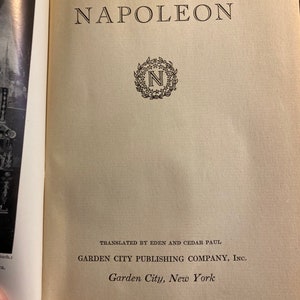 NAPOLEON
N
TRANSLATED BY EDEN AND CEDAR PAUL
GARDEN CITY PUBLISHING COMPANY, INC.
Garden City, New York